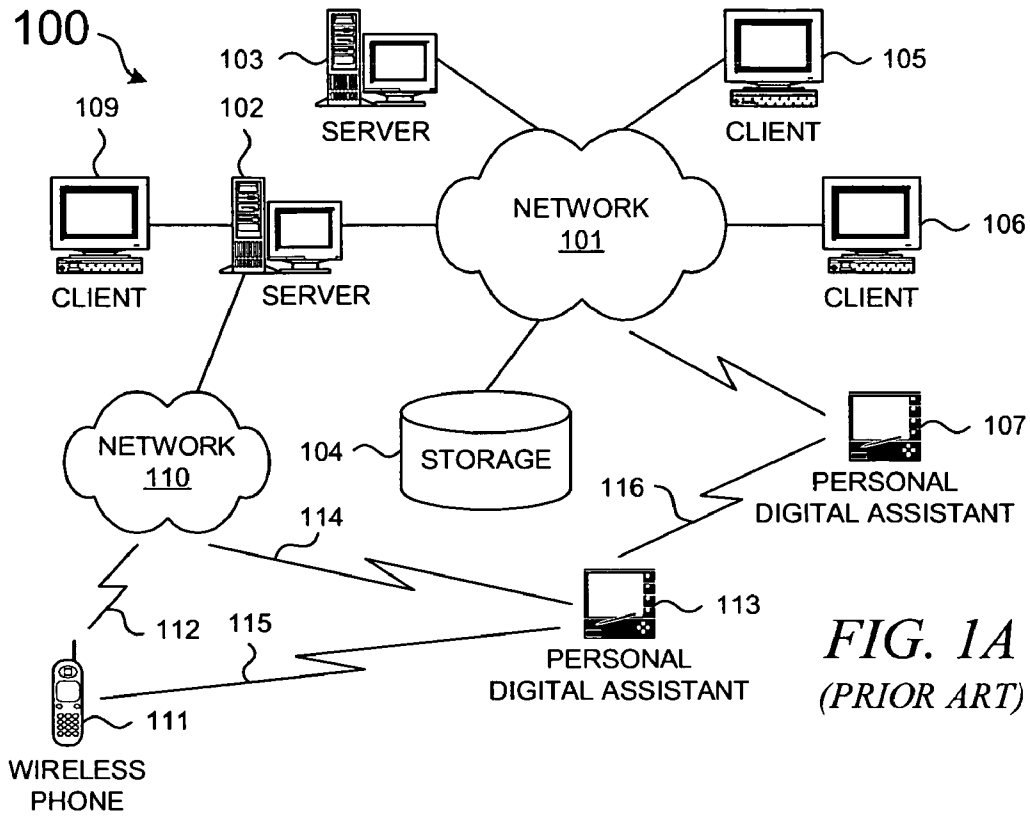 100
103
SERVER
105
CLIENT
109
CLIENT
102
SERVER
NETWORK
101
106
CLIENT
NETWORK
110
104
STORAGE
107
PERSONAL
DIGITAL ASSISTANT
116
114
113
PERSONAL
DIGITAL ASSISTANT
112
115
111
WIRELESS
PHONE
FIG. 1A
(PRIOR ART)